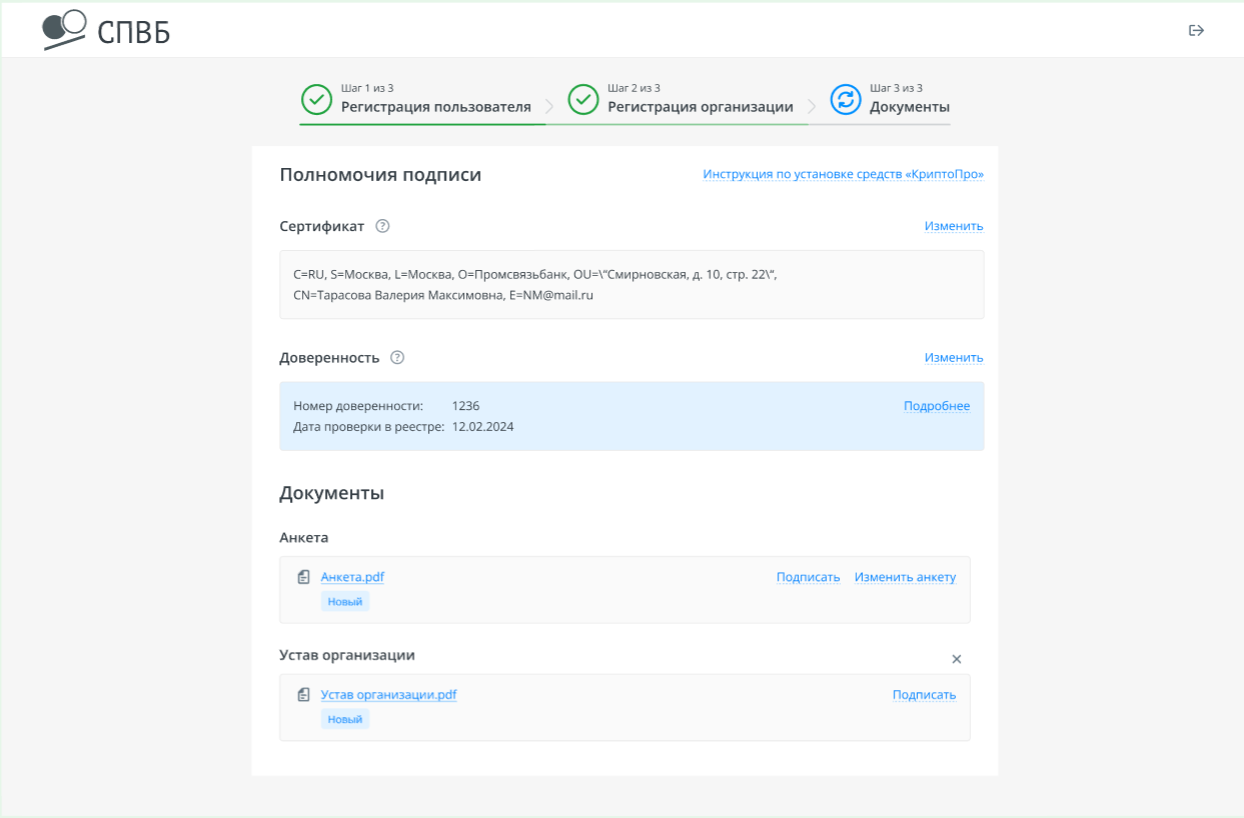 СПВБ
Шаг 1 из 3
Регистрация пользователя
Шаг 2 из 3
Регистрация организации
Шаг 3 из 3
Документы
Полномочия подписи
Инструкция по установке средств «КриптоПро»
Сертификат ?
Изменить
C=RU, S=Москва, L=Москва, O=Промсвязьбанк, OU=\"Смирновская, д. 10, стр. 22\",
CN=Тарасова Валерия Максимовна, E=NM@mail.ru
Доверенность ?
Изменить
Номер доверенности: 1236
Подробнее
Дата проверки в реестре: 12.02.2024
Документы
Анкета
Анкета.pdf
Подписать Изменить анкету
Новый
Устав организации
Устав организации.pdf
Подписать
Новый